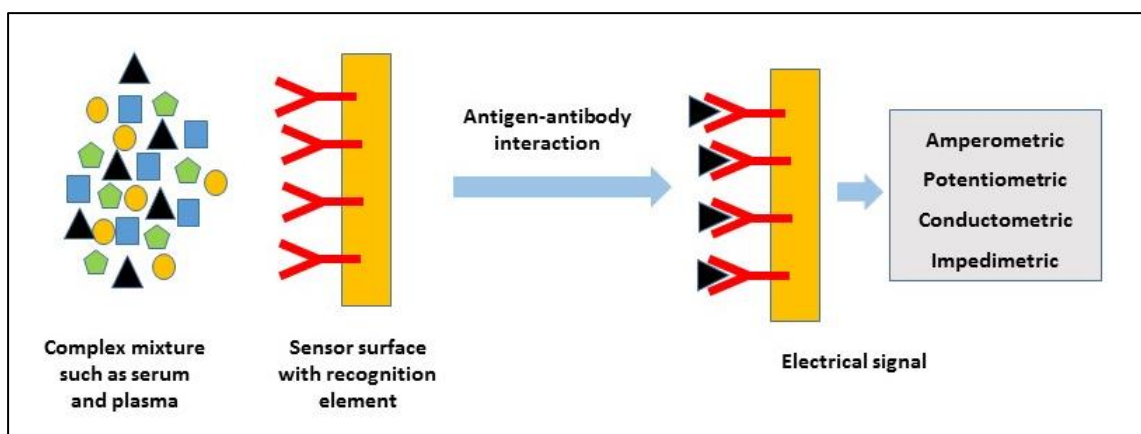 Complex mixture
such as serum
and plasma
Sensor surface
with recognition
element
Antigen-antibody
interaction
Electrical signal
Amperometric
Potentiometric
Conductometric
Impedimetric